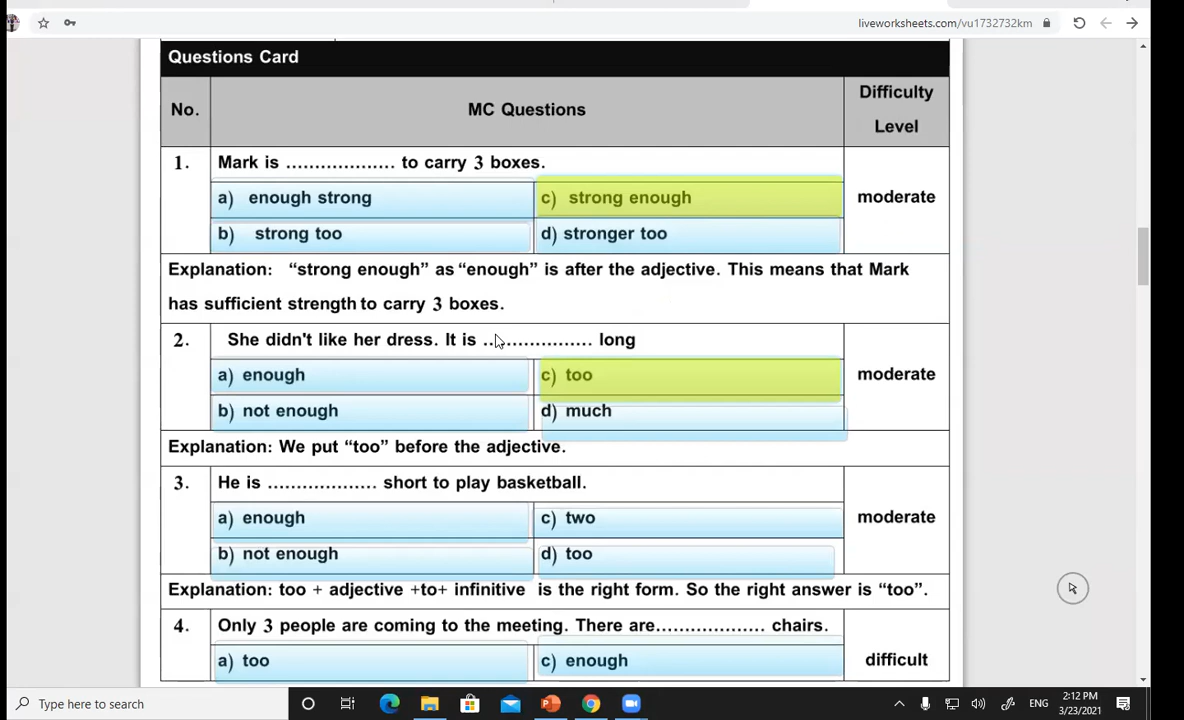 liveworksheets.com/vu1732732km
Questions Card
No.
MC Questions
Difficulty
Level
1.
Mark is ................... to carry 3 boxes.
a) enough strong
c) strong enough
b) strong too
d) stronger too
moderate
Explanation: “strong enough” as “enough” is after the adjective. This means that Mark
has sufficient strength to carry 3 boxes.
2.
She didn't like her dress. It is ................... long
a) enough
c) too
b) not enough
d) much
moderate
Explanation: We put “too” before the adjective.
3.
He is ................... short to play basketball.
a) enough
c) two
b) not enough
d) too
moderate
Explanation: too + adjective +to+ infinitive is the right form. So the right answer is “too”.
4.
Only 3 people are coming to the meeting. There are................... chairs.
a) too
c) enough
difficult
Type here to search
ENG
2:12 PM
3/23/2021